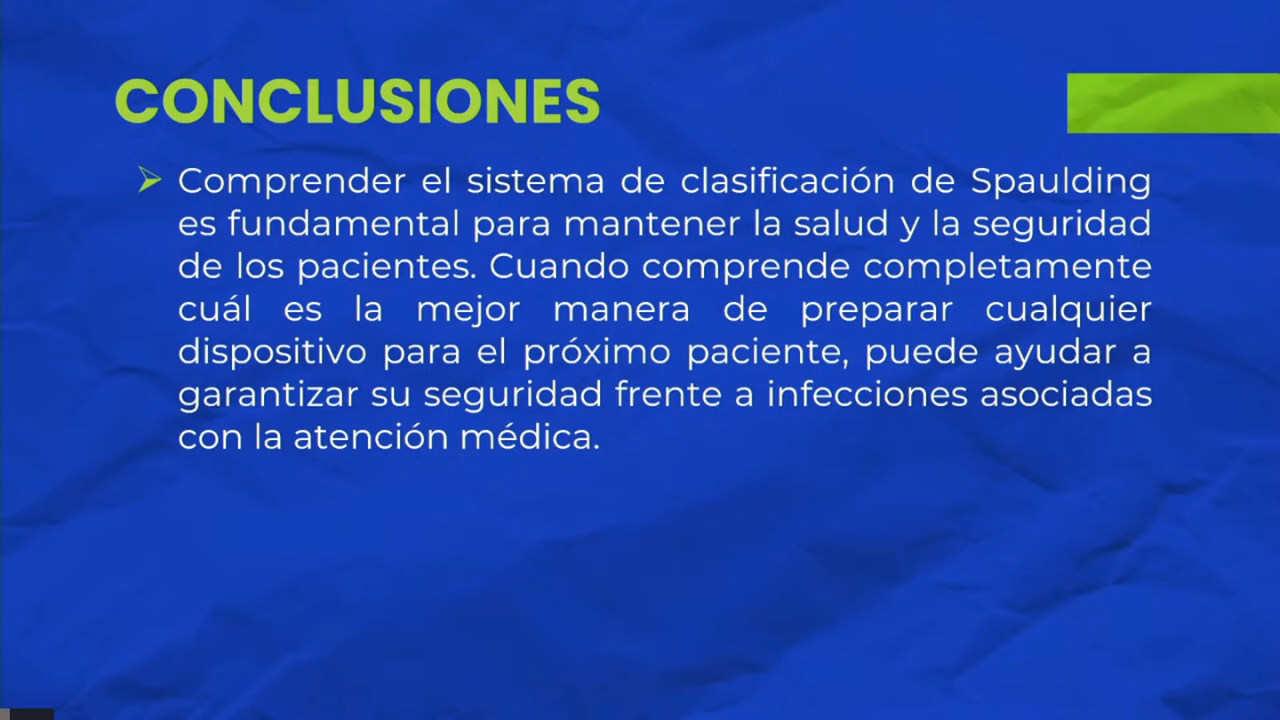 CONCLUSIONES
Comprender el sistema de clasificación de Spaulding
es fundamental para mantener la salud y la seguridad
de los pacientes. Cuando comprende completamente
cuál es la mejor manera de preparar cualquier
dispositivo para el próximo paciente, puede ayudar a
garantizar su seguridad frente a infecciones asociadas
con la atención médica.